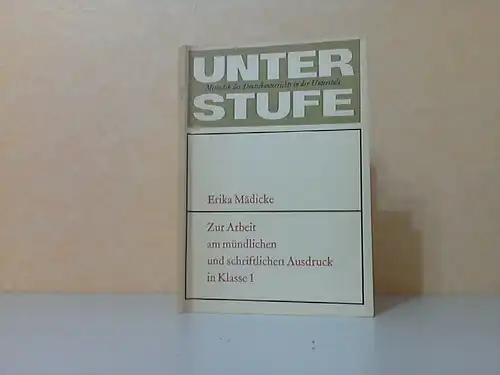 UNTER
Methodik des Deutschunterrichts in der Unterstufe
STUFE
Erika Mädicke
Zur Arbeit
am mündlichen
und schriftlichen Ausdruck
in Klasse 1